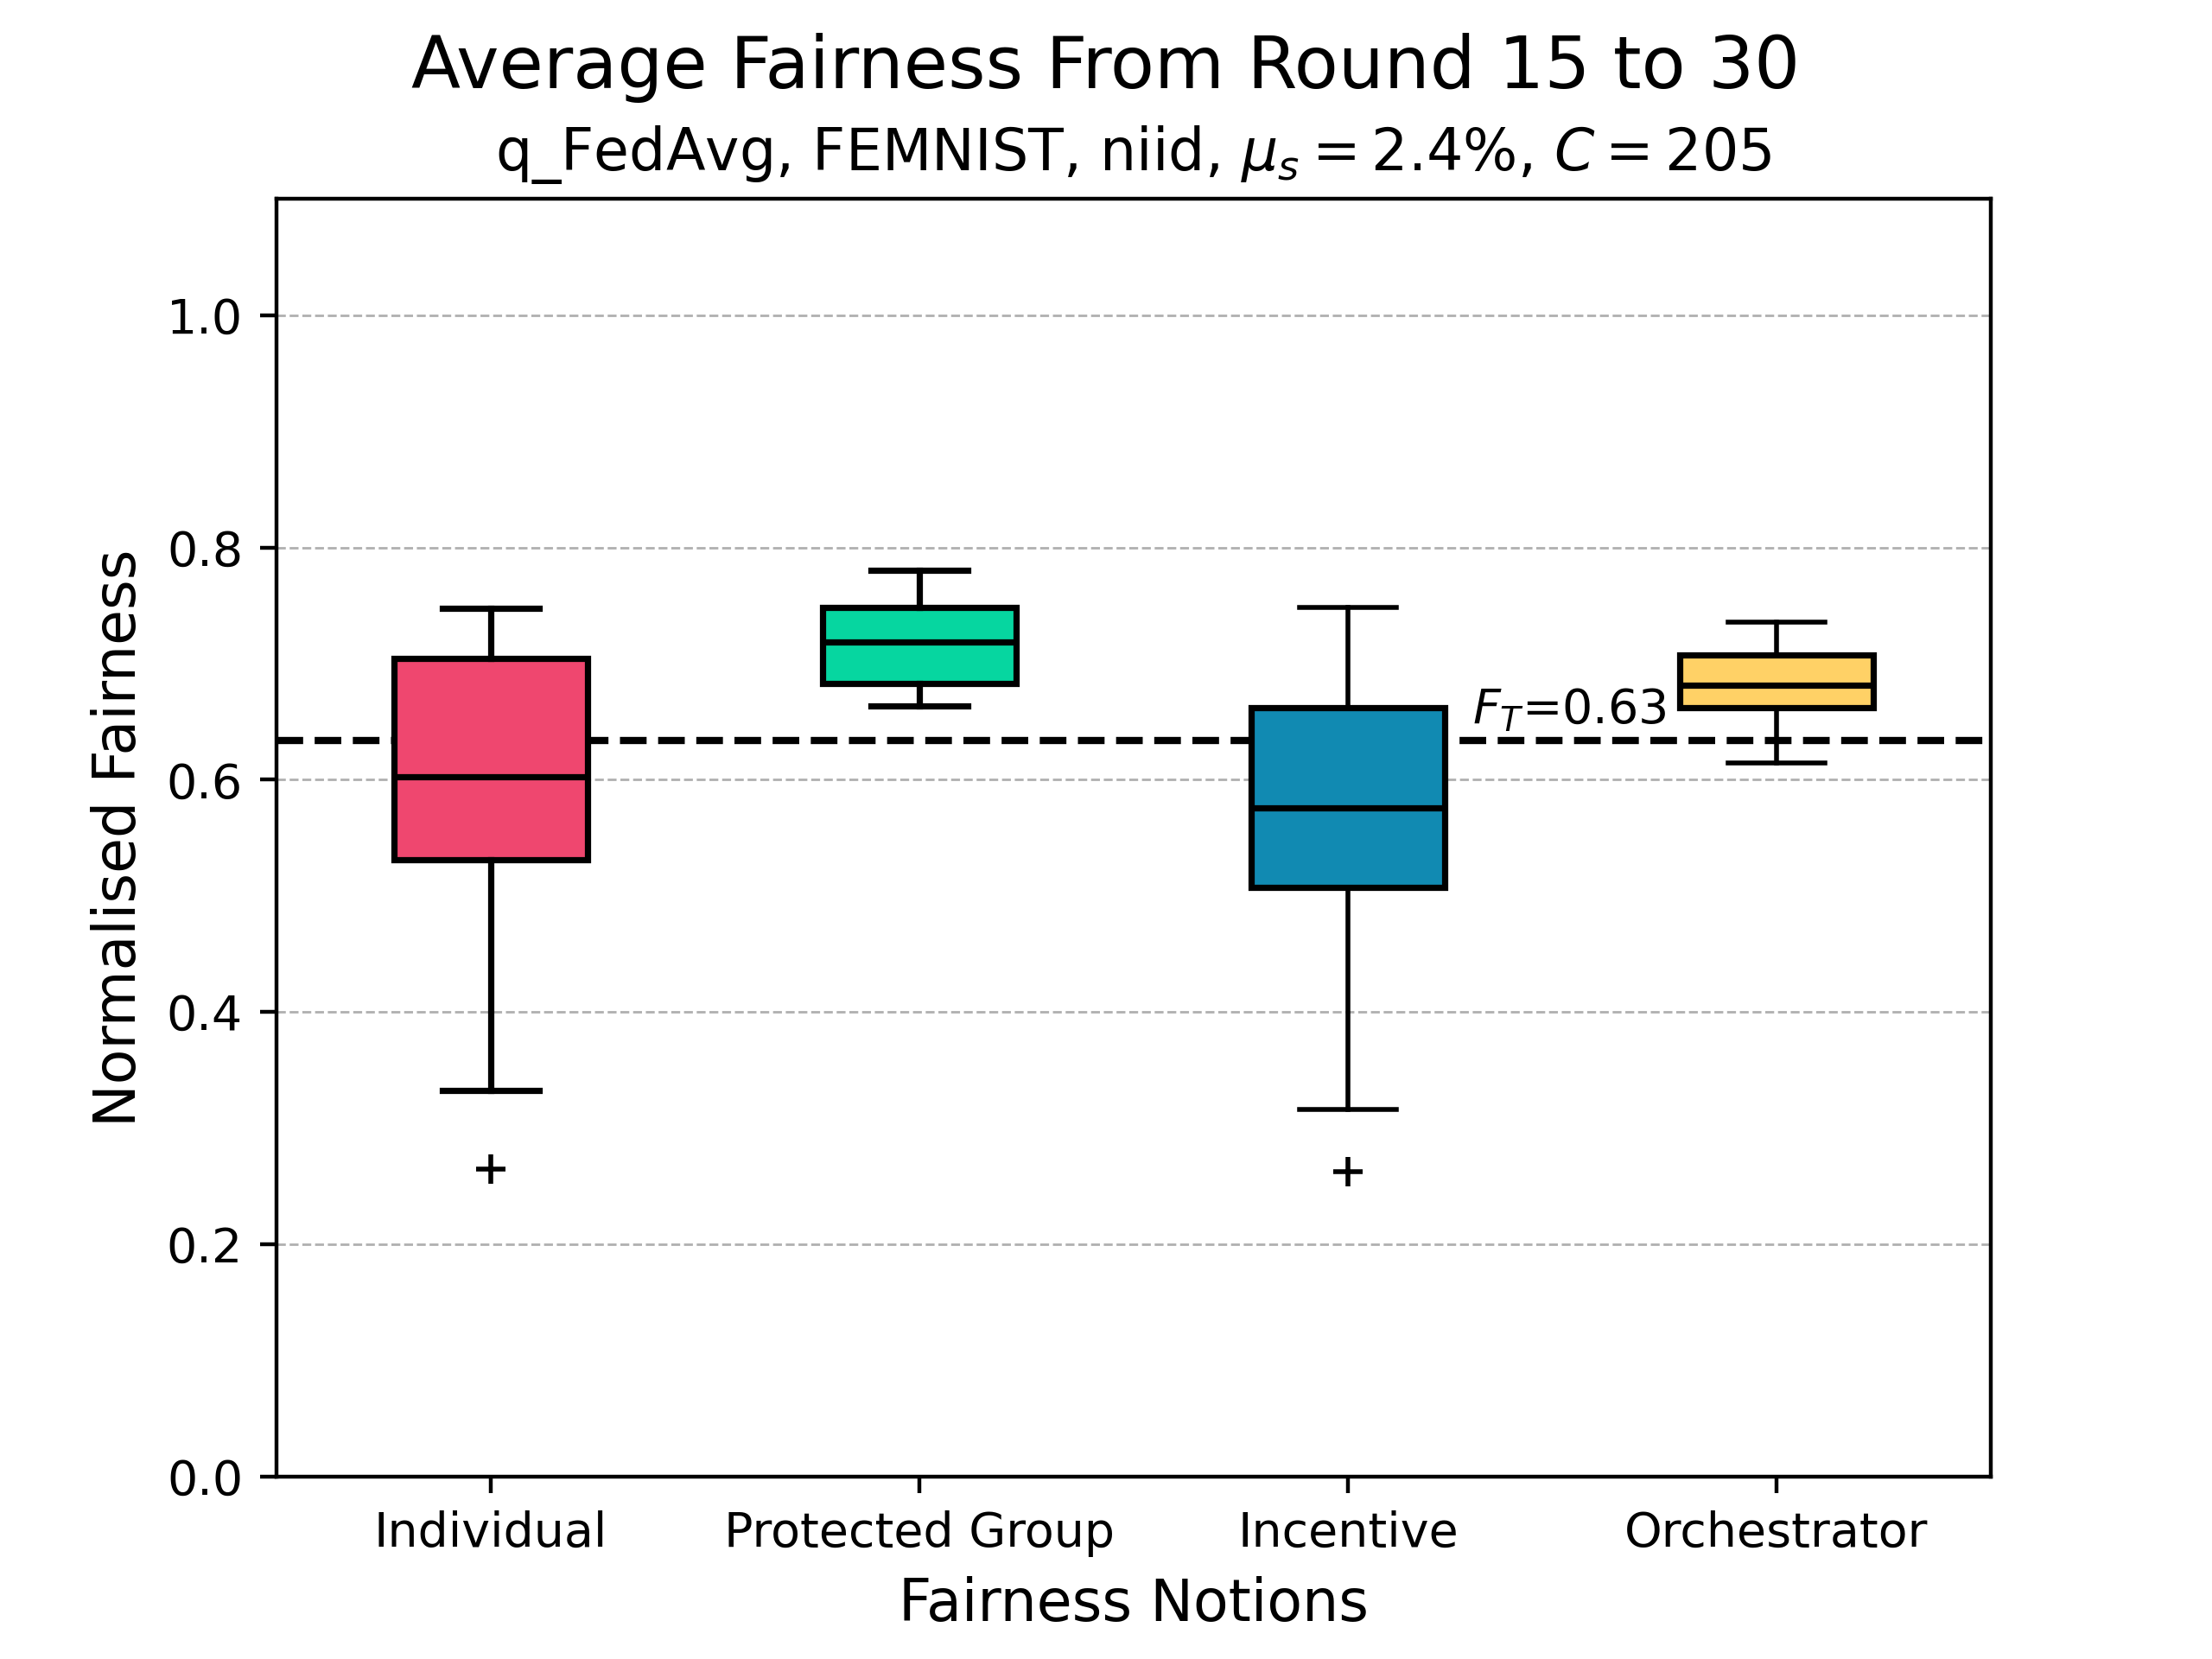 Average Fairness From Round 15 to 30
q_FedAvg, FEMNIST, niid, μₛ = 2.4%, C = 205
Normalised Fairness
1.0
0.8
0.6
0.4
0.2
0.0
F_T=0.63
Individual Protected Group Incentive Orchestrator
Fairness Notions